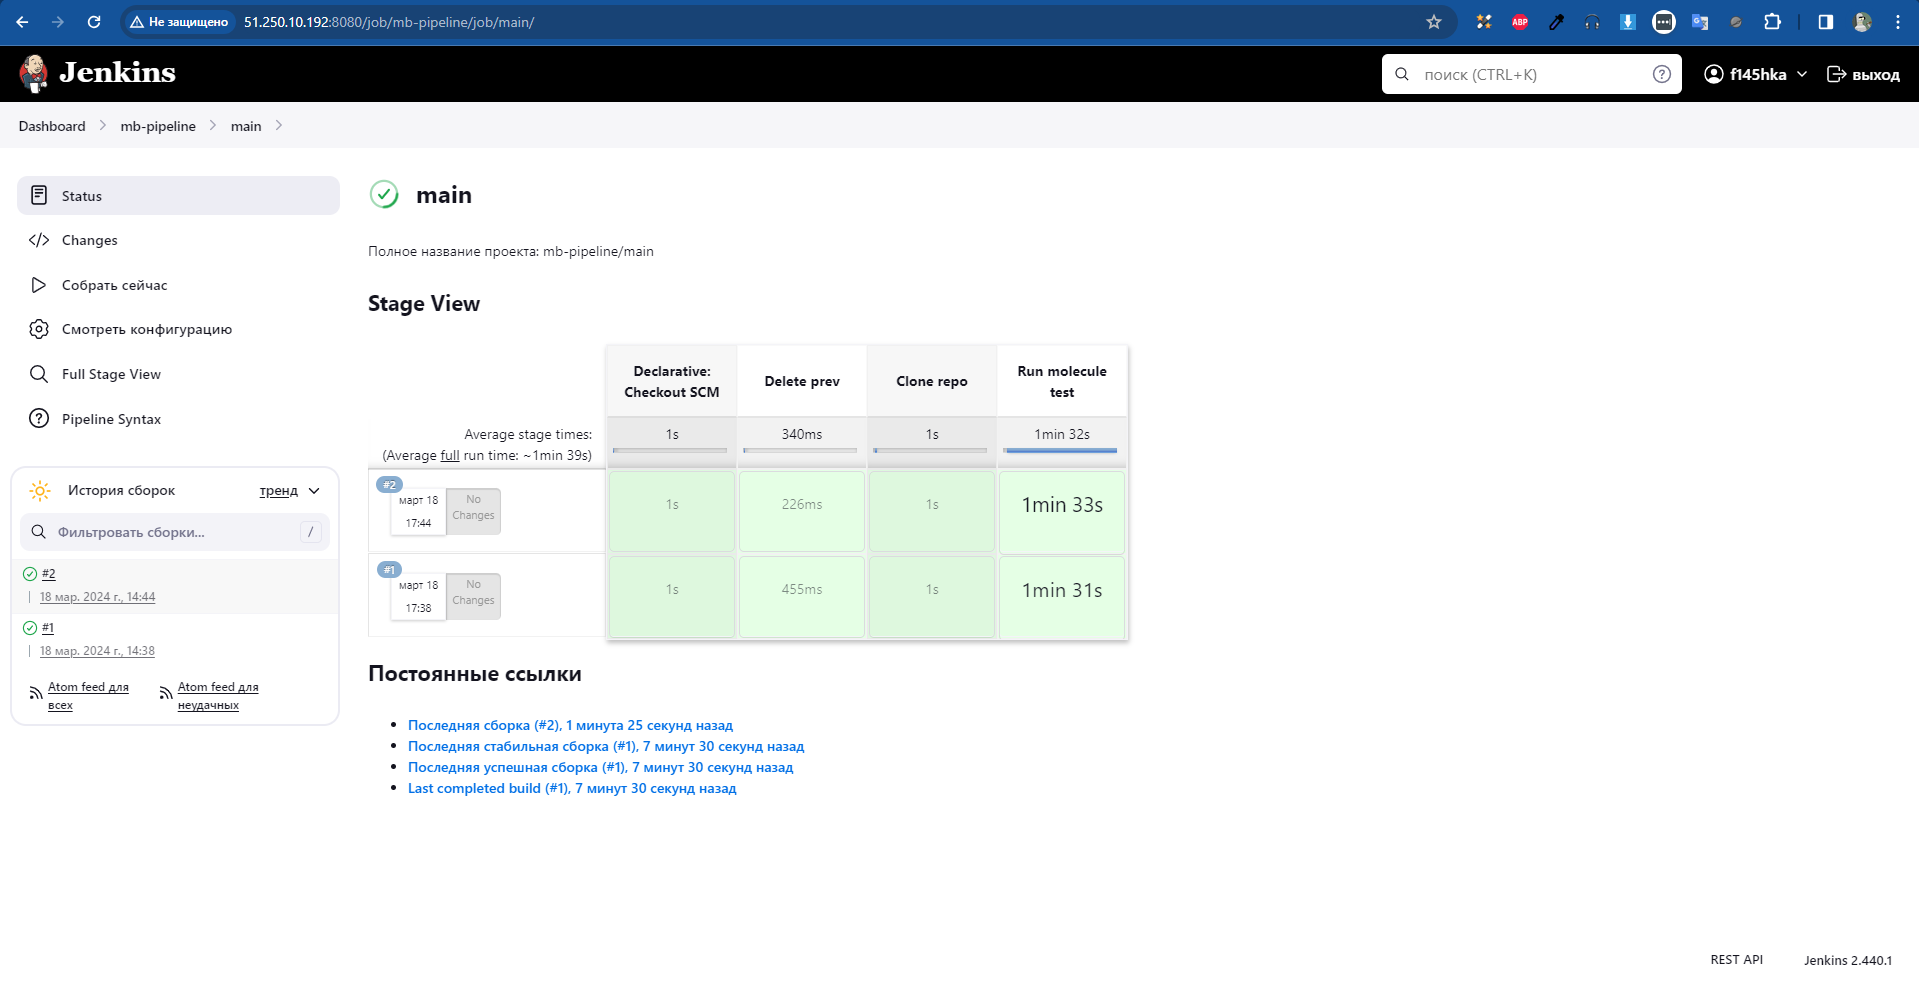 Не защищено 51.250.10.192:8080/job/mb-pipeline/job/main/
ABP
Jenkins
поиск (CTRL+K)
f145hka
выход
Dashboard
mb-pipeline
main
Status
Changes
Собрать сейчас
Смотреть конфигурацию
Full Stage View
Pipeline Syntax
История сборок
тренд
Фильтровать сборки...
/
#2
18 мар. 2024 г., 14:44
#1
18 мар. 2024 г., 14:38
Atom feed для
всех
Atom feed для
неудачных
main
Полное название проекта: mb-pipeline/main
Stage View
Declarative:
Checkout SCM
Delete prev
Clone repo
Run molecule
test
Average stage times:
(Average full run time: ~1min 39s)
1s
340ms
1s
1min 32s
#2
март 18
17:44
No
Changes
1s
226ms
1s
1min 33s
#1
март 18
17:38
No
Changes
1s
455ms
1s
1min 31s
Постоянные ссылки
Последняя сборка (#2), 1 минута 25 секунд назад
Последняя стабильная сборка (#1), 7 минут 30 секунд назад
Последняя успешная сборка (#1), 7 минут 30 секунд назад
Last completed build (#1), 7 минут 30 секунд назад
REST API
Jenkins 2.440.1